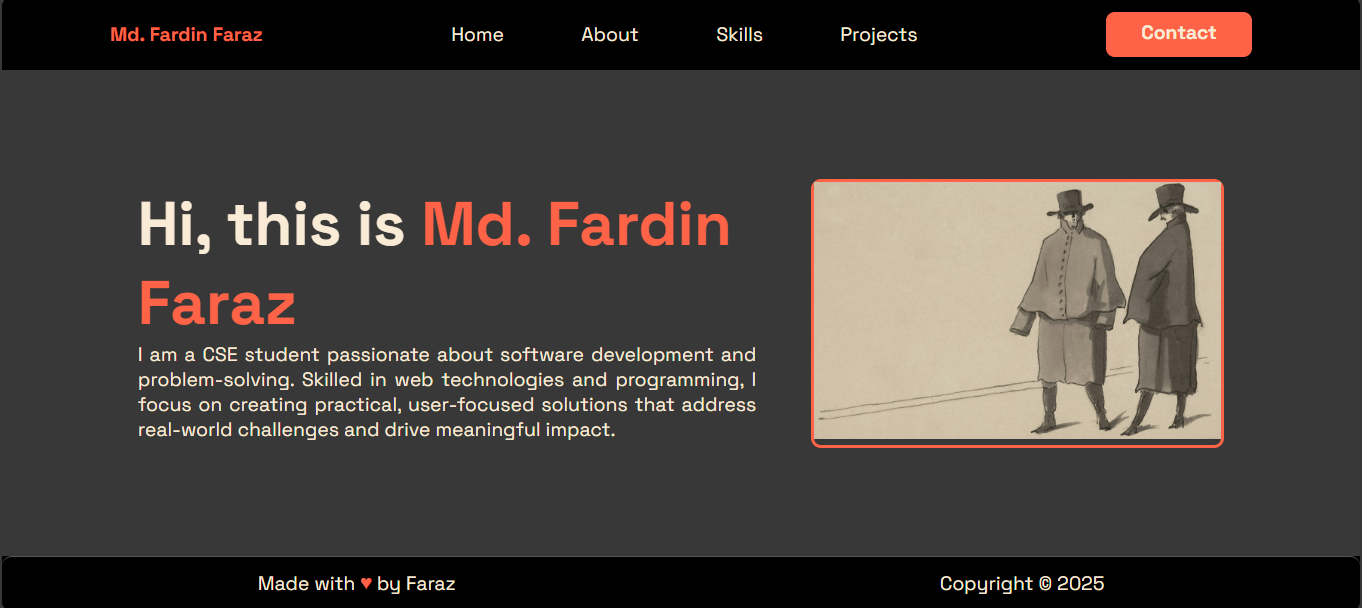 Md. Fardin Faraz
Home
About
Skills
Projects
Contact
Hi, this is Md. Fardin
Faraz
I am a CSE student passionate about software development and
problem-solving. Skilled in web technologies and programming, I
focus on creating practical, user-focused solutions that address
real-world challenges and drive meaningful impact.
Made with ♥ by Faraz
Copyright © 2025